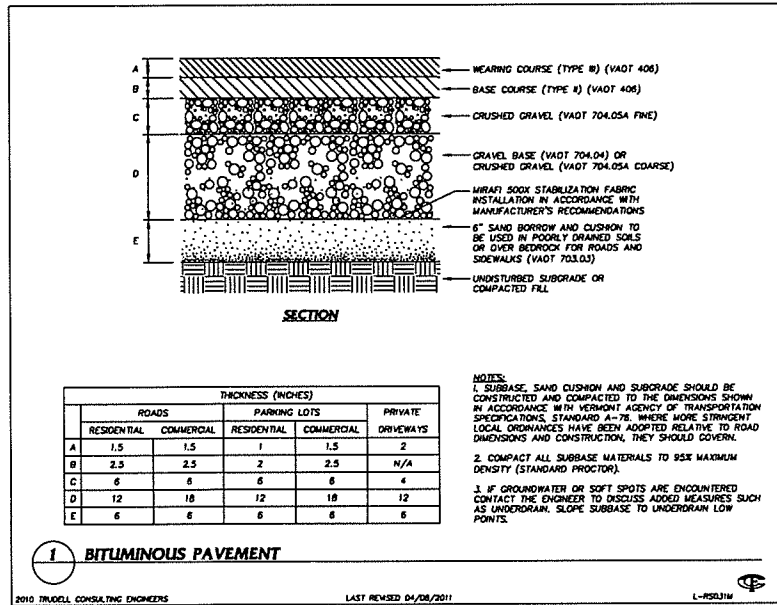 A
B
C
D
E
WEARING COURSE (TYPE III) (VAOT 406)
BASE COURSE (TYPE II) (VAOT 406)
CRUSHED GRAVEL (VAOT 704.05A FINE)
GRAVEL BASE (VAOT 704.04) OR
CRUSHED GRAVEL (VAOT 704.05A COARSE)
MIRAFI 500X STABILIZATION FABRIC
INSTALLATION IN ACCORDANCE WITH
MANUFACTURER'S RECOMMENDATIONS
6" SAND BORROW AND CUSHION TO
BE USED IN POORLY DRAINED SOILS
OR OVER BEDROCK FOR ROADS AND
SIDEWALKS (VAOT 703.03)
UNDISTURBED SUBGRADE OR
COMPACTED FILL
SECTION
THICKNESS (INCHES)
ROADS PARKING LOTS PRIVATE
RESIDENTIAL COMMERCIAL RESIDENTIAL COMMERCIAL DRIVEWAYS
A 1.5 1.5 1 1.5 2
B 2.5 2.5 2 2.5 N/A
C 6 6 6 6 4
D 12 18 12 18 12
E 6 6 6 6 6
NOTES:
1. SUBBASE, SAND CUSHION AND SUBGRADE SHOULD BE
CONSTRUCTED AND COMPACTED TO THE DIMENSIONS SHOWN
IN ACCORDANCE WITH VERMONT AGENCY OF TRANSPORTATION
SPECIFICATIONS, STANDARD A-76. WHERE MORE STRINGENT
LOCAL ORDINANCES HAVE BEEN ADOPTED RELATIVE TO ROAD
DIMENSIONS AND CONSTRUCTION, THEY SHOULD GOVERN.
2. COMPACT ALL SUBBASE MATERIALS TO 95% MAXIMUM
DENSITY (STANDARD PROCTOR).
3. IF GROUNDWATER OR SOFT SPOTS ARE ENCOUNTERED
CONTACT THE ENGINEER TO DISCUSS ADDED MEASURES SUCH
AS UNDERDRAIN. SLOPE SUBBASE TO UNDERDRAIN LOW
POINTS.
1 BITUMINOUS PAVEMENT
2010 TRUDELL CONSULTING ENGINEERS LAST REVISED 04/08/2011 L-RS031M